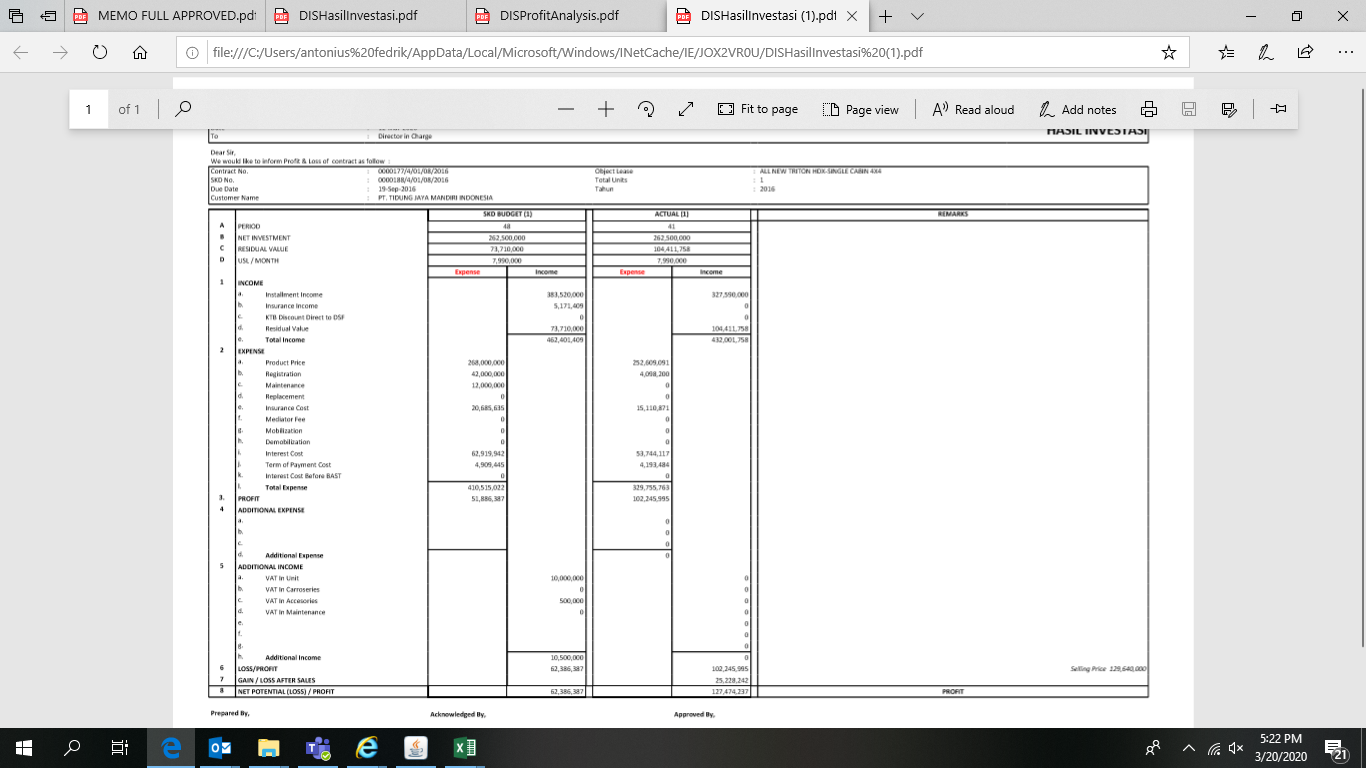 MEMO FULL APPROVED.pdf DISHasilInvestasi.pdf DISProfitAnalysis.pdf DISHasilInvestasi (1).pdf
file:///C:/Users/antonius%20fedrik/AppData/Local/Microsoft/Windows/INetCache/IE/JOX2VR0U/DISHasilInvestasi%20(1).pdf
1 of 1 Fit to page Page view Read aloud Add notes
To : Director in Charge HASIL INVESTASI
Dear Sir,
We would like to inform Profit & Loss of contract as follow :
Contract No. : 0000177/4/01/08/2016 Object Lease : ALL NEW TRITON HDX-SINGLE CABIN 4X4
SKD No. : 0000188/4/01/08/2016 Total Units : 1
Due Date : 19-Sep-2016 Tahun : 2016
Customer Name : PT. TIDUNG JAYA MANDIRI INDONESIA
SKD BUDGET (1) ACTUAL (1) REMARKS
A PERIOD 48 41
B NET INVESTMENT 262,500,000 262,500,000
C RESIDUAL VALUE 73,710,000 104,411,758
D USL / MONTH 7,990,000 7,990,000
Expense Income Expense Income
1 INCOME
a. Installment Income 383,520,000 327,590,000
b. Insurance Income 5,171,409 0
c. KTB Discount Direct to DSF 0 0
d. Residual Value 73,710,000 104,411,758
e. Total Income 462,401,409 432,001,758
2 EXPENSE
a. Product Price 268,000,000 252,609,091
b. Registration 42,000,000 4,098,200
c. Maintenance 12,000,000 0
d. Replacement 0 0
e. Insurance Cost 20,685,635 15,110,871
f. Mediator Fee 0 0
g. Mobilization 0 0
h. Demobilization 0 0
i. Interest Cost 62,919,942 53,744,117
j. Term of Payment Cost 4,909,445 4,193,484
k. Interest Cost Before BAST 0 0
l. Total Expense 410,515,022 329,755,763
3. PROFIT 51,886,387 102,245,995
4 ADDITIONAL EXPENSE
a. 0
b. 0
c. 0
d. Additional Expense 0
5 ADDITIONAL INCOME
a. VAT In Unit 10,000,000 0
b. VAT In Carroseries 0 0
c. VAT In Accesories 500,000 0
d. VAT In Maintenance 0 0
e. 0
f. 0
g. 0
h. Additional Income 10,500,000 0
6 LOSS/PROFIT 62,386,387 102,245,995 Selling Price 129,640,000
7 GAIN / LOSS AFTER SALES 25,228,242
8 NET POTENTIAL (LOSS) / PROFIT 62,386,387 127,474,237 PROFIT
Prepared By, Acknowledged By, Approved By,
5:22 PM
3/20/2020
21